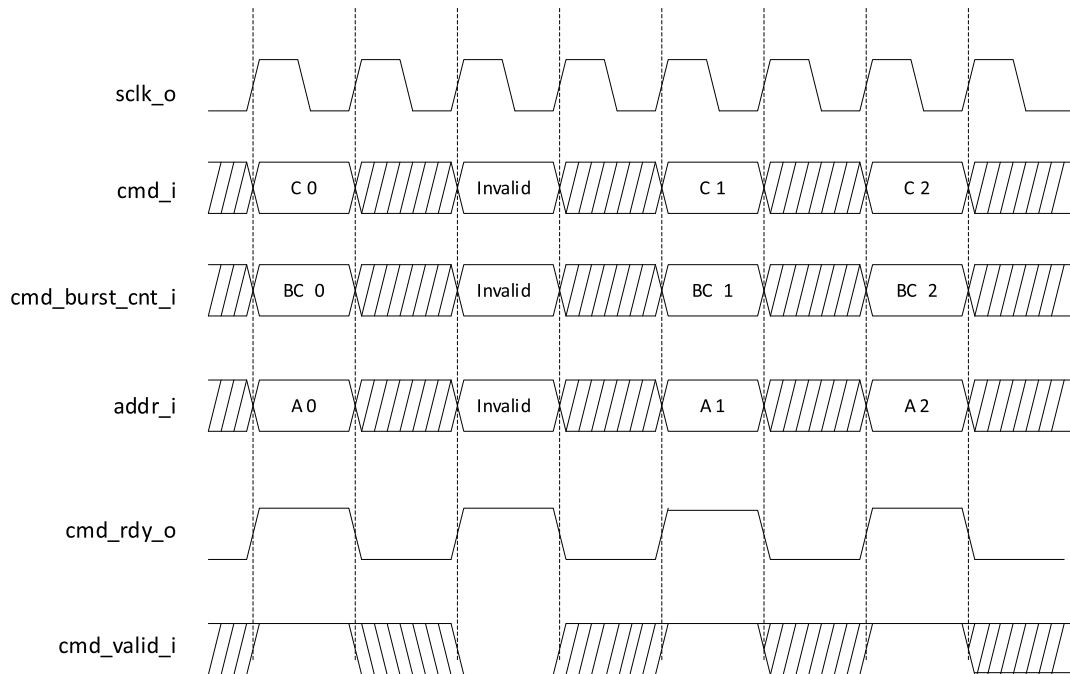 sclk_o
cmd_i
C 0
Invalid
C 1
C 2
cmd_burst_cnt_i
BC 0
Invalid
BC 1
BC 2
addr_i
A 0
Invalid
A 1
A 2
cmd_rdy_o
cmd_valid_i